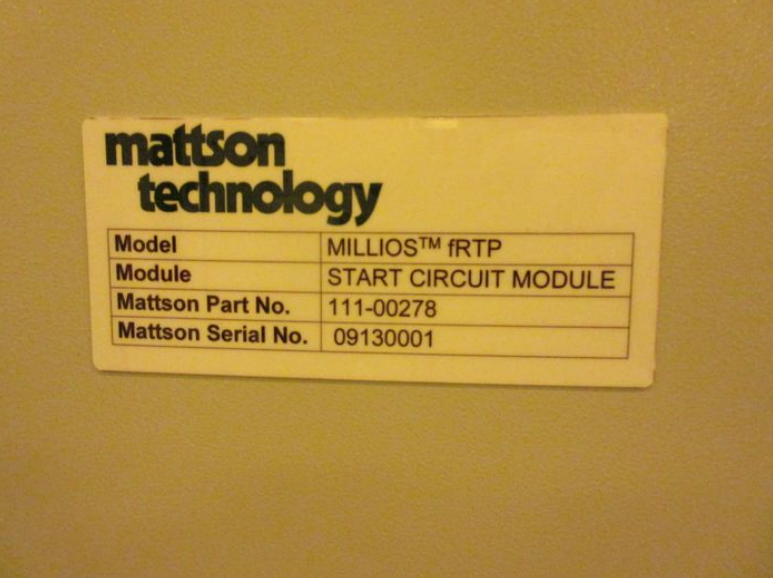 mattson
technology
Model MILLIOS™ fRTP
Module START CIRCUIT MODULE
Mattson Part No. 111-00278
Mattson Serial No. 09130001